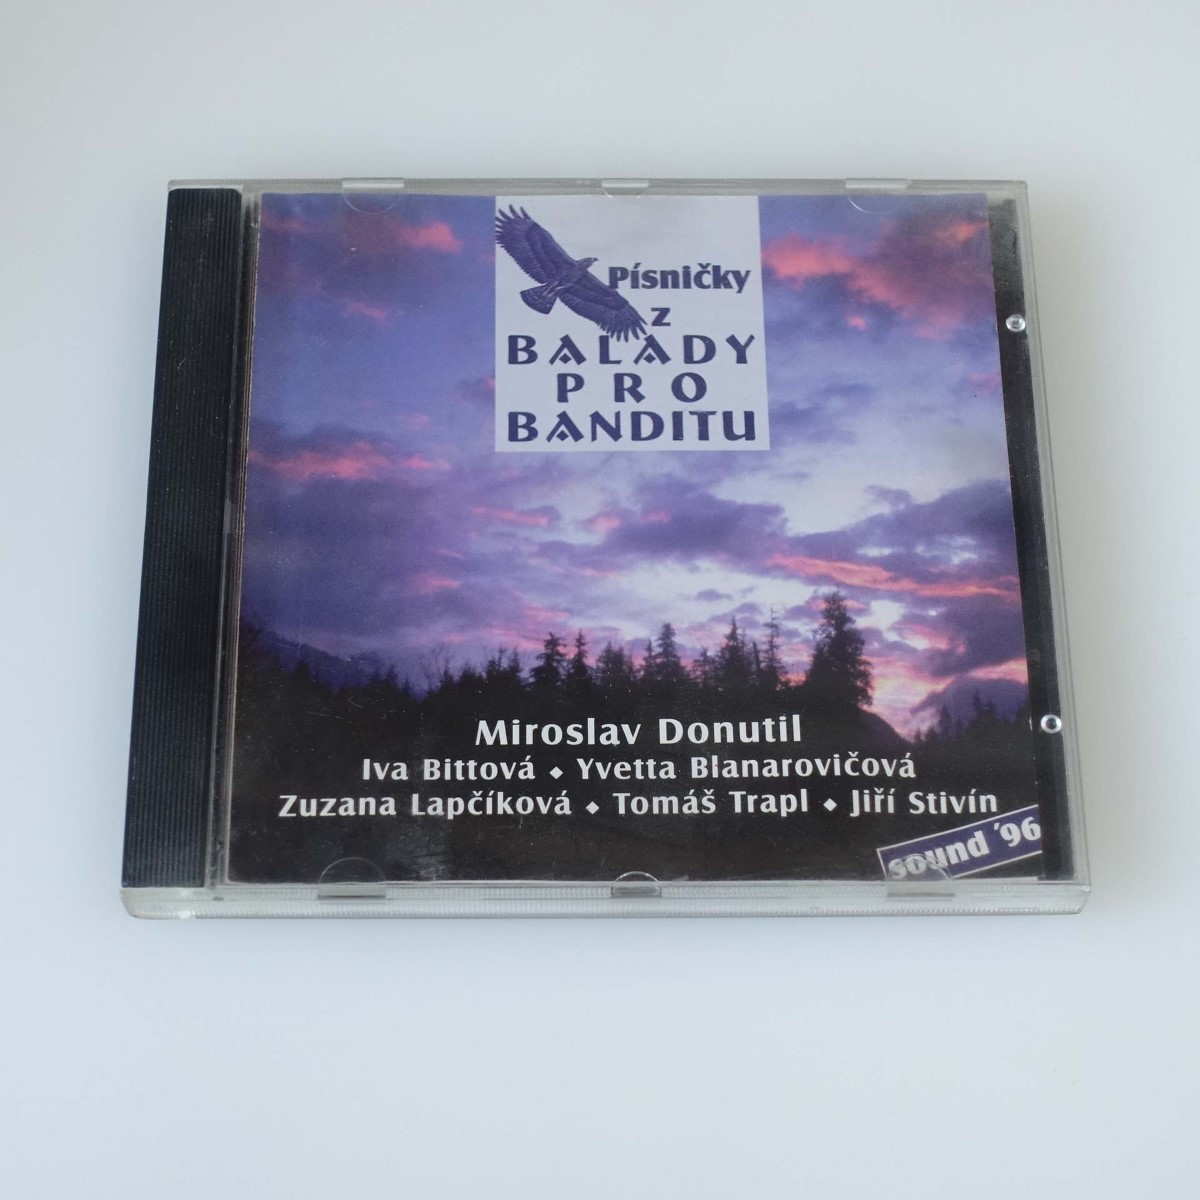 Písničky
z
BALADY
PRO
BANDITU
Miroslav Donutil
Iva Bittová ◆ Yvetta Blanarovičová
Zuzana Lapčíková ◆ Tomáš Trapl ◆ Jiří Stivín
sound '96